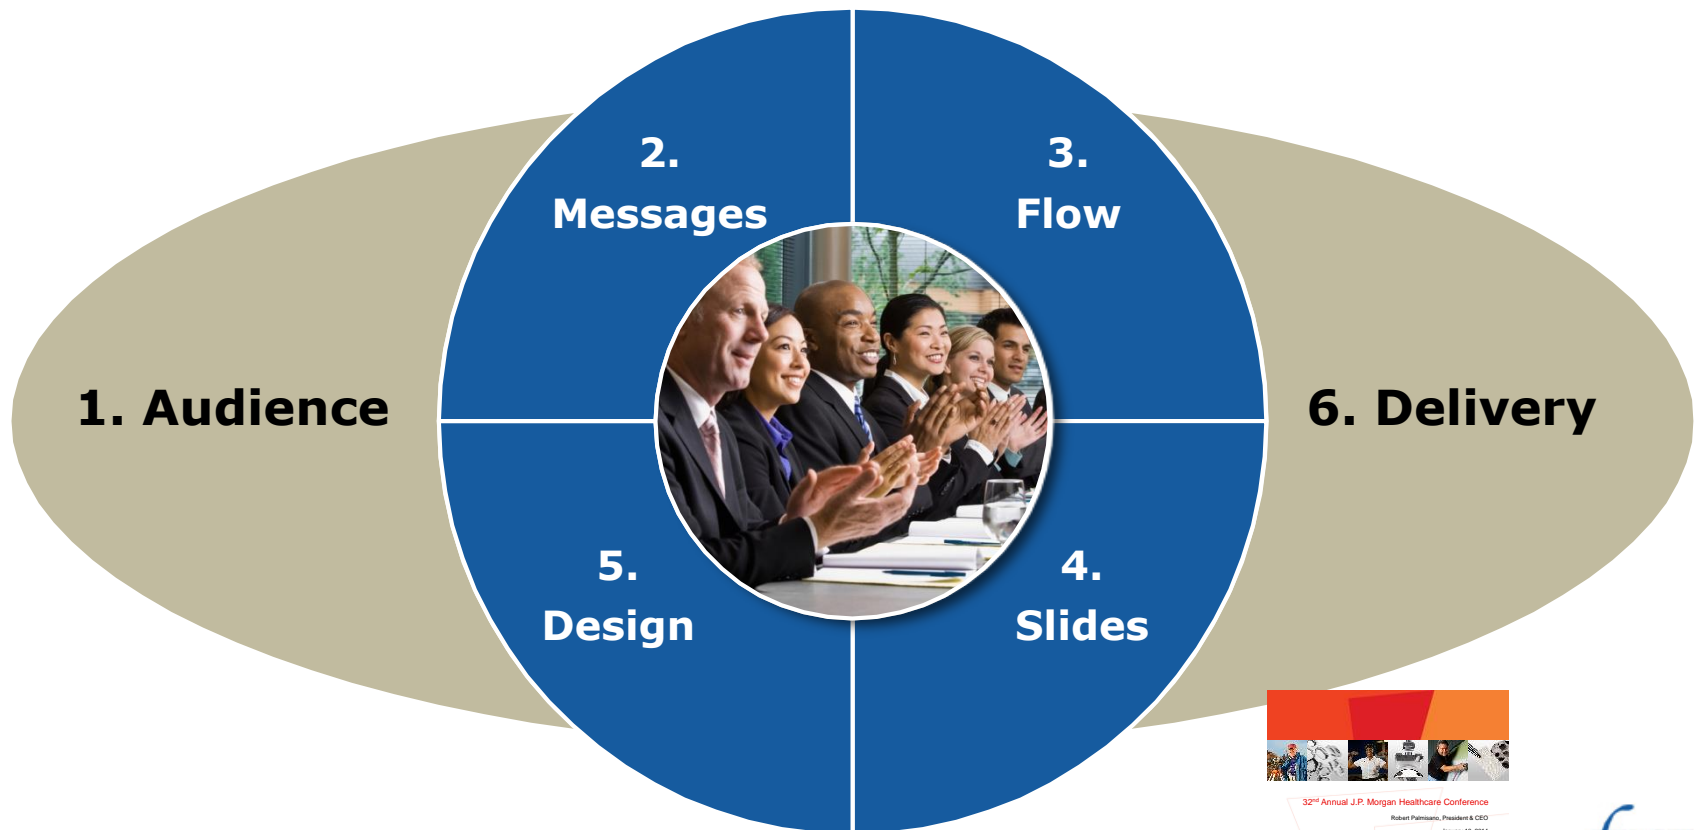 1. Audience
2.
Messages
3.
Flow
4.
Slides
5.
Design
6. Delivery
32nd Annual J.P. Morgan Healthcare Conference
Robert Palmisano, President & CEO